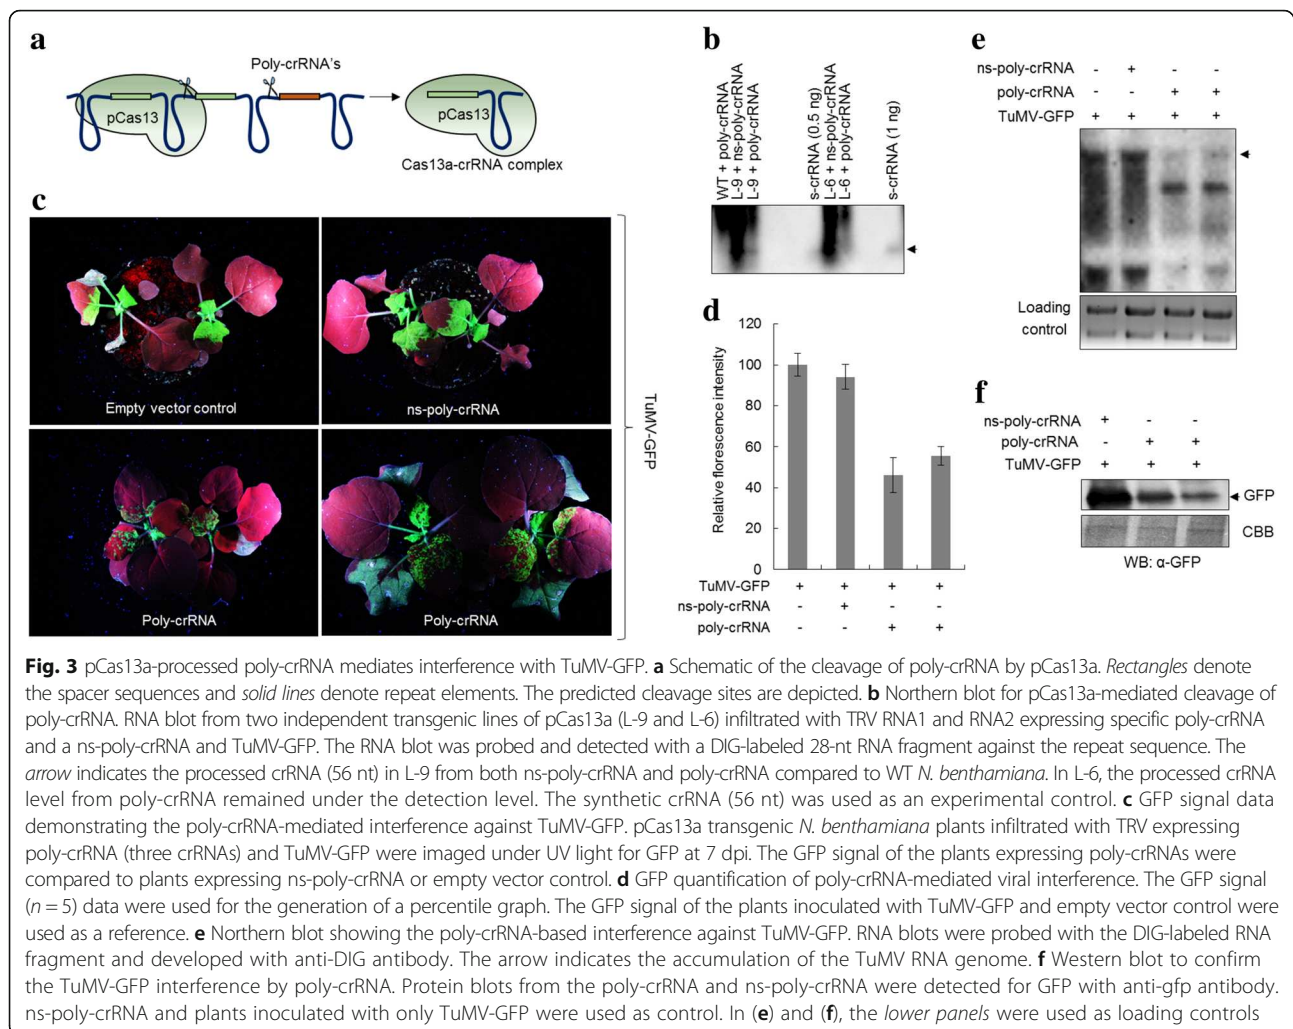 a
Poly-crRNA's
pCas13
pCas13
Cas13a-crRNA complex
b
WT + poly-crRNA
L-9 + ns-poly-crRNA
L-9 + poly-crRNA
s-crRNA (0.5 ng)
L-6 + ns-poly-crRNA
L-6 + poly-crRNA
s-crRNA (1 ng)
c
Empty vector control
ns-poly-crRNA
Poly-crRNA
Poly-crRNA
TuMV-GFP
d
Relative florescence intensity
120
100
80
60
40
20
0
TuMV-GFP + + + +
ns-poly-crRNA - + - -
poly-crRNA - - + +
e
ns-poly-crRNA - + - -
poly-crRNA - - + +
TuMV-GFP + + + +
Loading
control
f
ns-poly-crRNA + - -
poly-crRNA - + +
TuMV-GFP + + +
GFP
CBB
WB: α-GFP
Fig. 3 pCas13a-processed poly-crRNA mediates interference with TuMV-GFP. a Schematic of the cleavage of poly-crRNA by pCas13a. Rectangles denote
the spacer sequences and solid lines denote repeat elements. The predicted cleavage sites are depicted. b Northern blot for pCas13a-mediated cleavage of
poly-crRNA. RNA blot from two independent transgenic lines of pCas13a (L-9 and L-6) infiltrated with TRV RNA1 and RNA2 expressing specific poly-crRNA
and a ns-poly-crRNA and TuMV-GFP. The RNA blot was probed and detected with a DIG-labeled 28-nt RNA fragment against the repeat sequence. The
arrow indicates the processed crRNA (56 nt) in L-9 from both ns-poly-crRNA and poly-crRNA compared to WT N. benthamiana. In L-6, the processed crRNA
level from poly-crRNA remained under the detection level. The synthetic crRNA (56 nt) was used as an experimental control. c GFP signal data
demonstrating the poly-crRNA-mediated interference against TuMV-GFP. pCas13a transgenic N. benthamiana plants infiltrated with TRV expressing
poly-crRNA (three crRNAs) and TuMV-GFP were imaged under UV light for GFP at 7 dpi. The GFP signal of the plants expressing poly-crRNAs were
compared to plants expressing ns-poly-crRNA or empty vector control. d GFP quantification of poly-crRNA-mediated viral interference. The GFP signal
(n = 5) data were used for the generation of a percentile graph. The GFP signal of the plants inoculated with TuMV-GFP and empty vector control were
used as a reference. e Northern blot showing the poly-crRNA-based interference against TuMV-GFP. RNA blots were probed with the DIG-labeled RNA
fragment and developed with anti-DIG antibody. The arrow indicates the accumulation of the TuMV RNA genome. f Western blot to confirm
the TuMV-GFP interference by poly-crRNA. Protein blots from the poly-crRNA and ns-poly-crRNA were detected for GFP with anti-gfp antibody.
ns-poly-crRNA and plants inoculated with only TuMV-GFP were used as control. In (e) and (f), the lower panels were used as loading controls